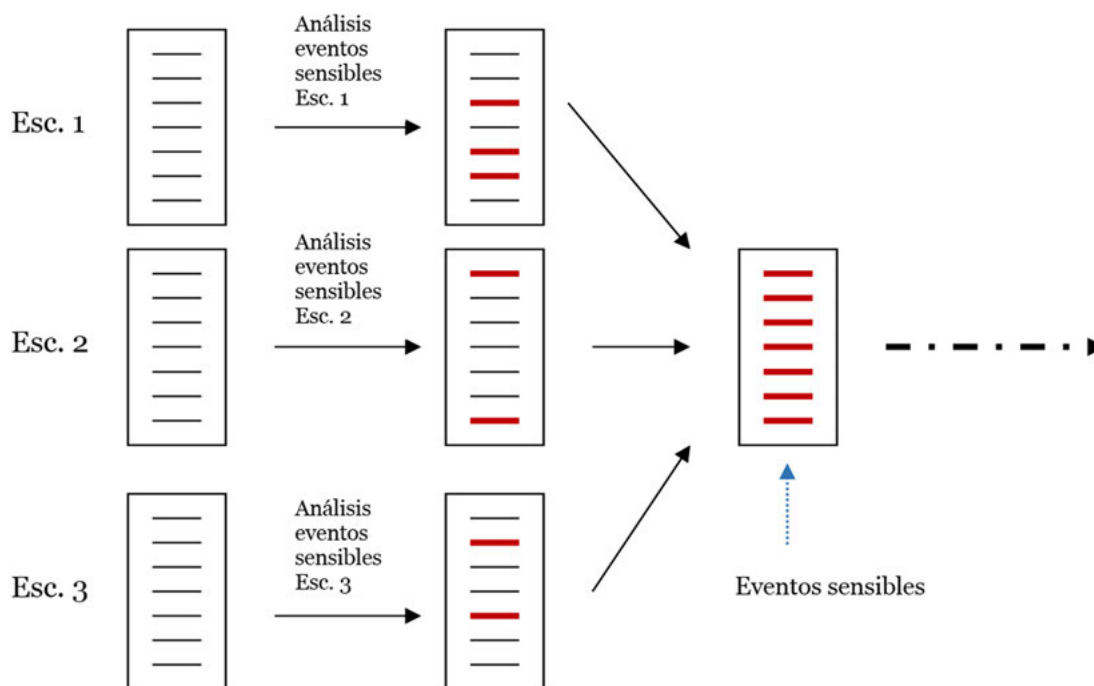 Análisis
eventos
sensibles
Esc. 1
Esc. 1
Análisis
eventos
sensibles
Esc. 2
Esc. 2
Análisis
eventos
sensibles
Esc. 3
Esc. 3
Eventos sensibles